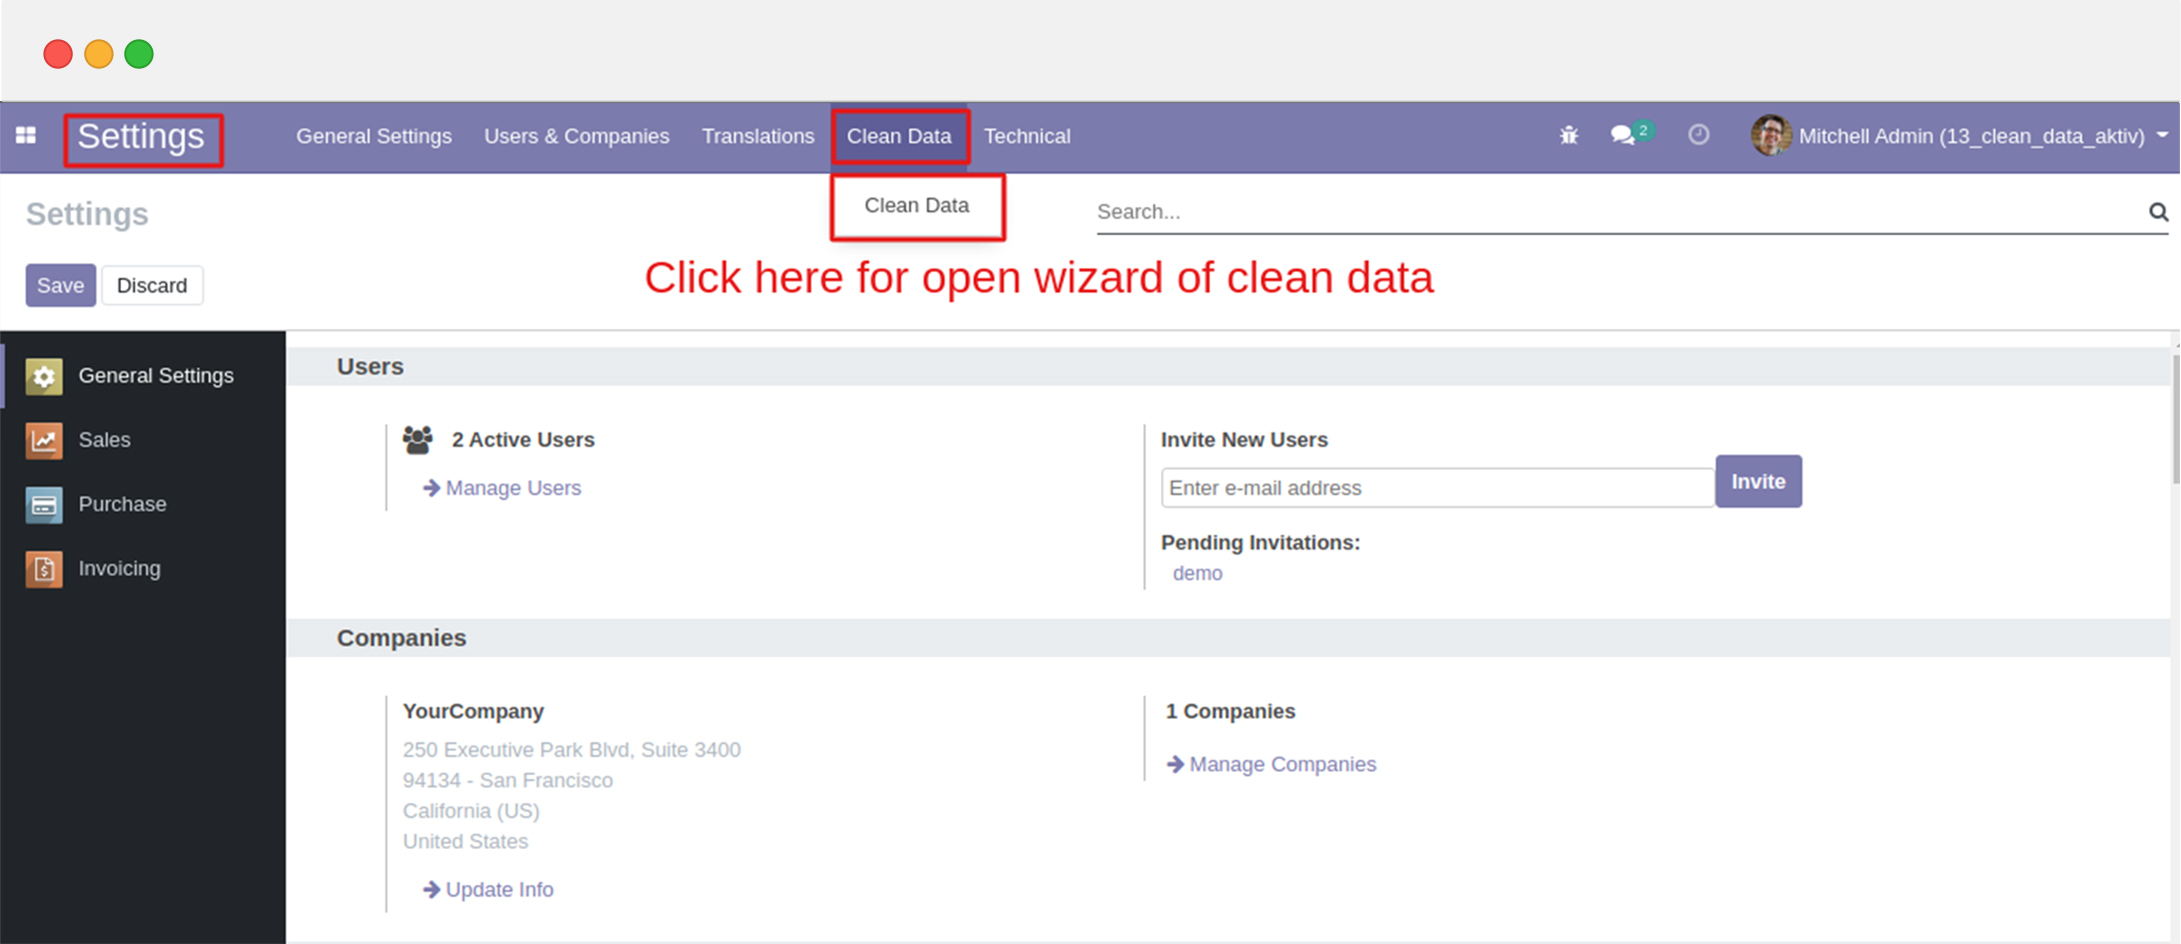 Settings General Settings Users & Companies Translations Clean Data Technical 2 Mitchell Admin (13_clean_data_aktiv)
Settings Clean Data Search...
Save Discard
Click here for open wizard of clean data
General Settings
Sales
Purchase
Invoicing
Users
2 Active Users
Manage Users
Invite New Users
Enter e-mail address Invite
Pending Invitations:
demo
Companies
YourCompany
250 Executive Park Blvd, Suite 3400
94134 - San Francisco
California (US)
United States
Update Info
1 Companies
Manage Companies